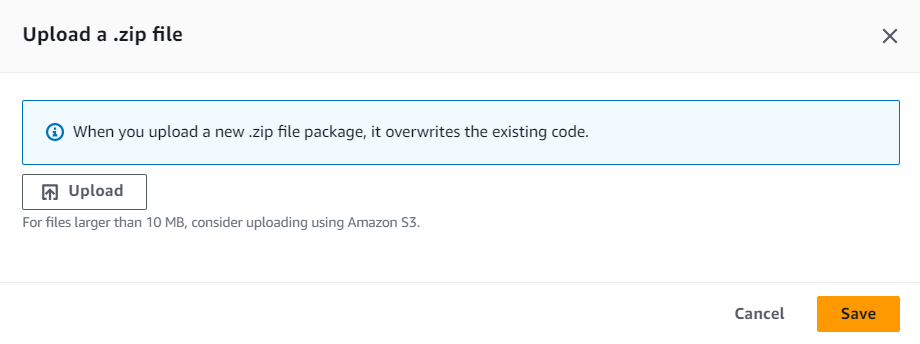 Upload a .zip file
When you upload a new .zip file package, it overwrites the existing code.
Upload
For files larger than 10 MB, consider uploading using Amazon S3.
Cancel
Save